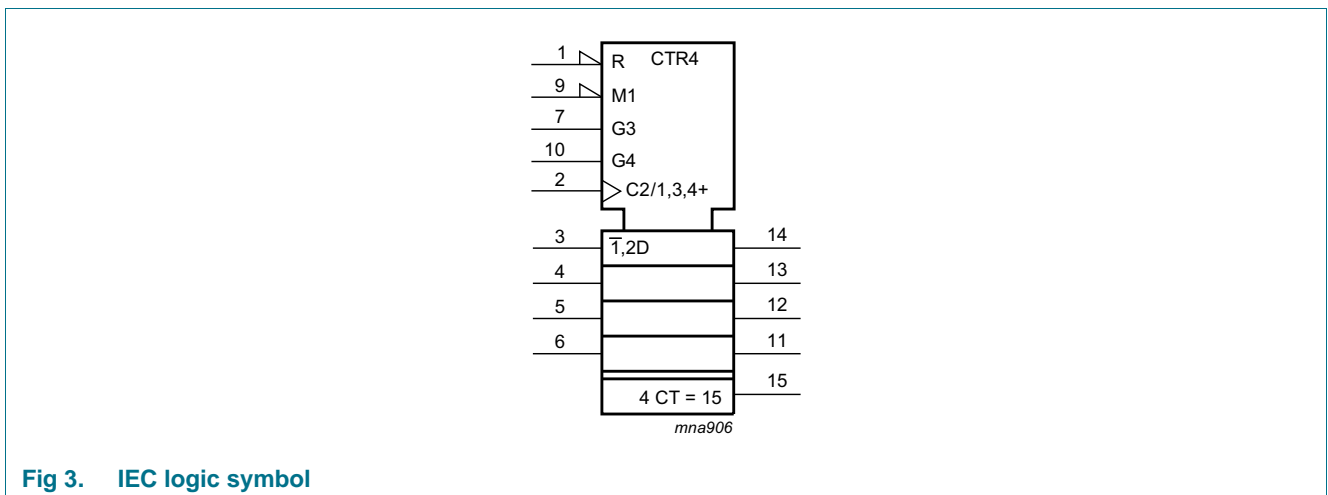 1 R CTR4
9 M1
7 G3
10 G4
2 C2/1,3,4+
3 1̅,2D 14
4 13
5 12
6 11
4 CT = 15 15
mna906
Fig 3. IEC logic symbol